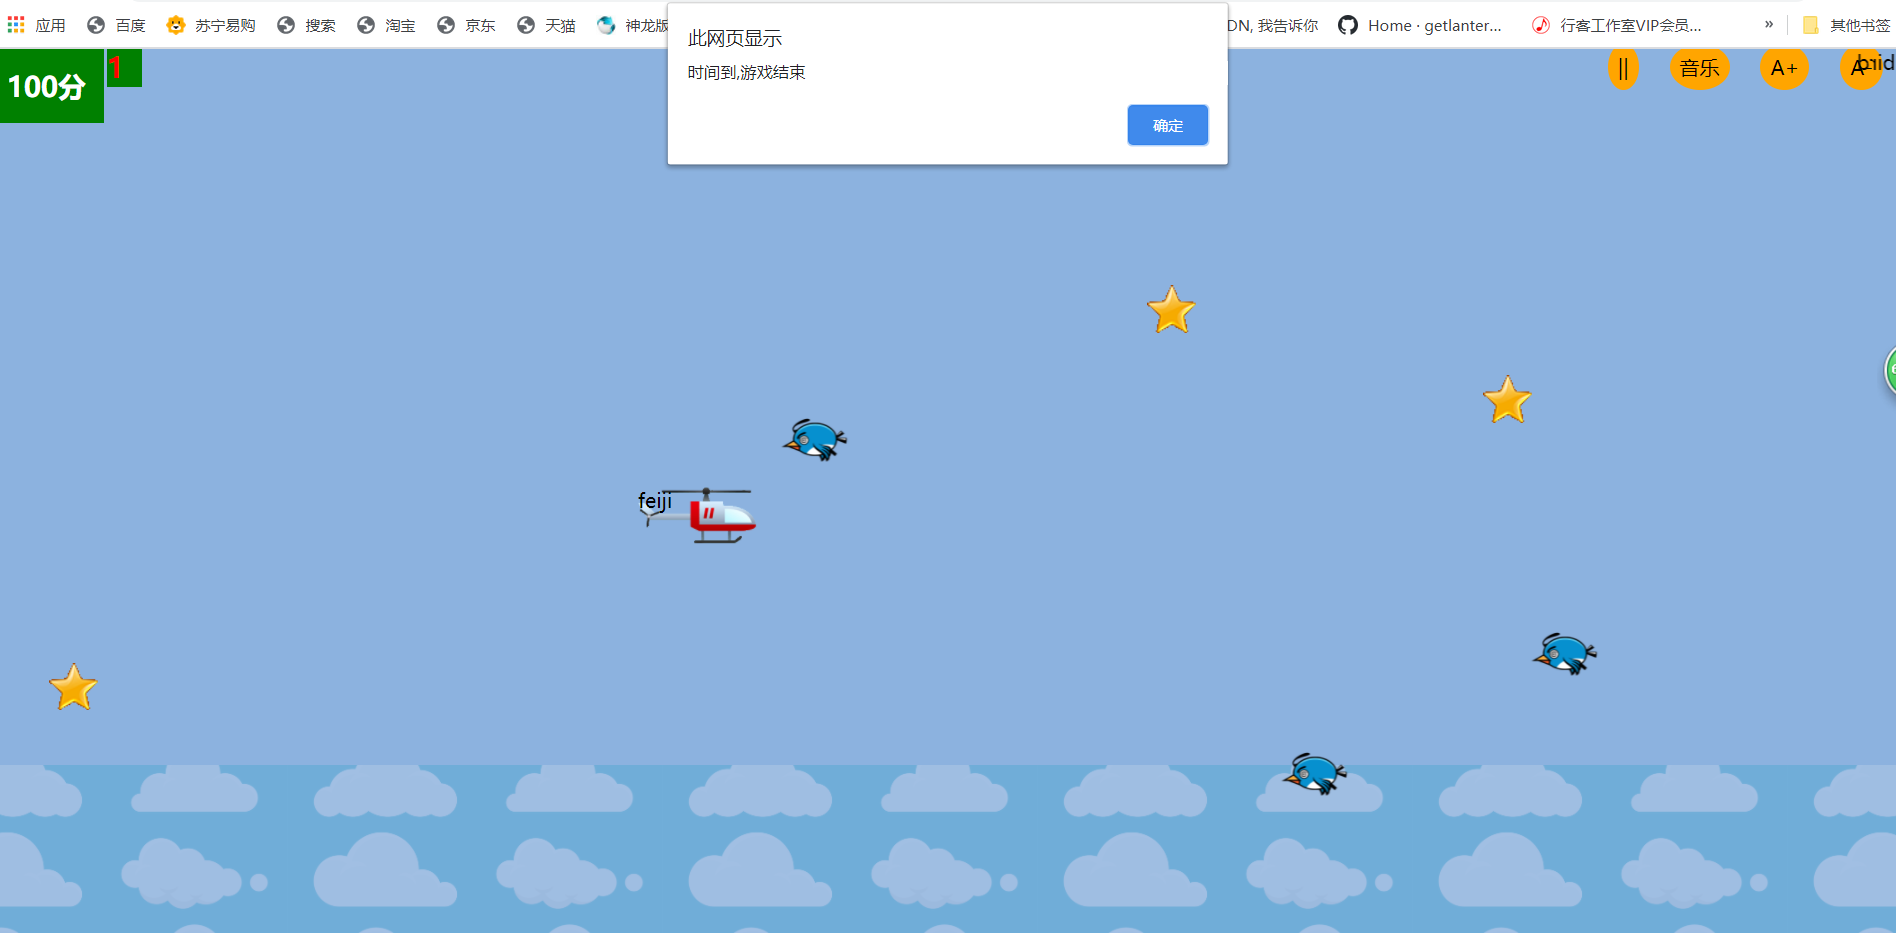 应用 百度 苏宁易购 搜索 淘宝 京东 天猫 神龙版 DN, 我告诉你 Home · getlanter... 行客工作室VIP会员... » 其他书签
此网页显示
时间到,游戏结束
确定
100分 1 || 音乐 A+ A- brid
feiji